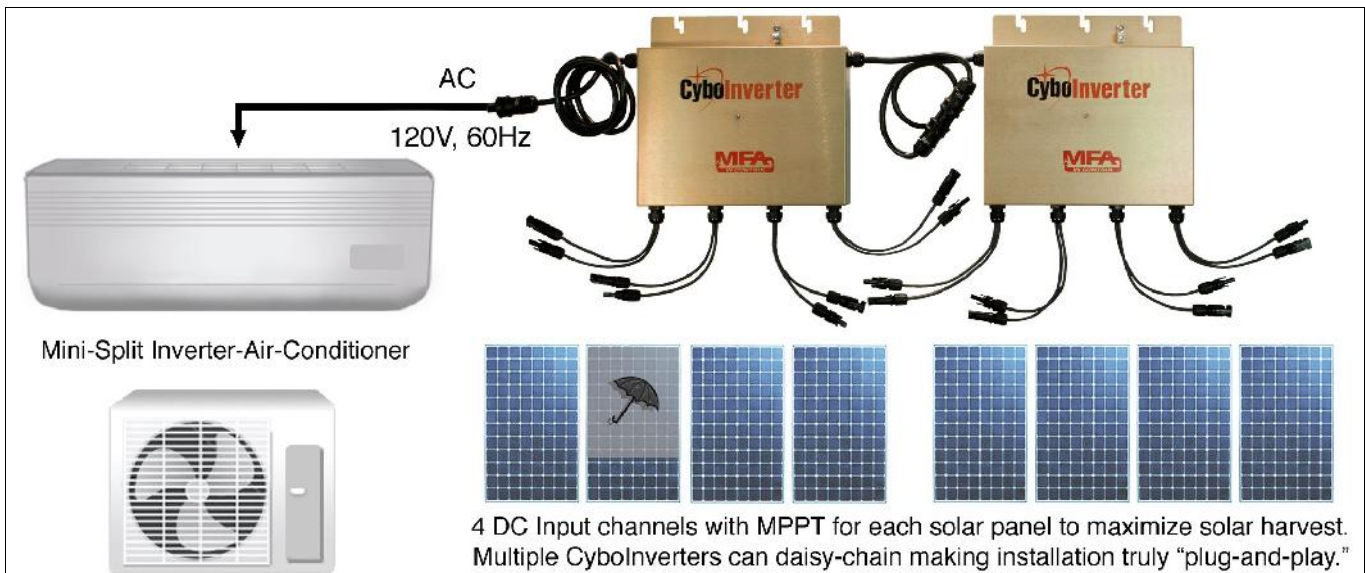 AC
120V, 60Hz
CyboInverter
MFA
CyboInverter
MFA
Mini-Split Inverter-Air-Conditioner
4 DC Input channels with MPPT for each solar panel to maximize solar harvest.
Multiple CyboInverters can daisy-chain making installation truly “plug-and-play.”